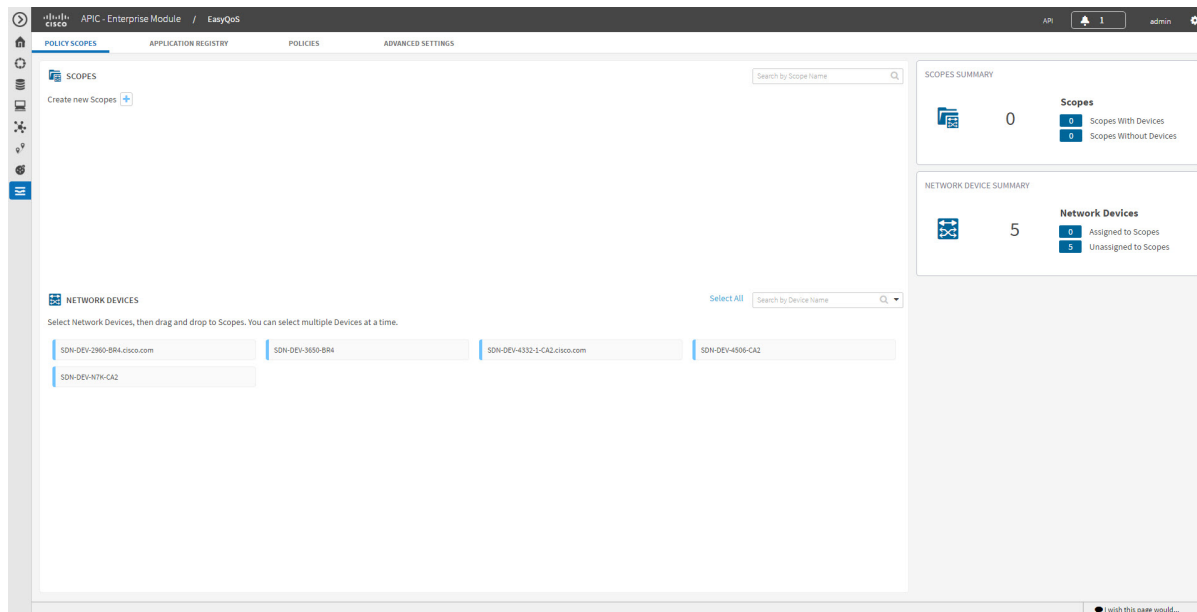 cisco APIC - Enterprise Module / EasyQoS API 1 admin
POLICY SCOPES APPLICATION REGISTRY POLICIES ADVANCED SETTINGS
SCOPES Search by Scope Name
Create new Scopes +
SCOPES SUMMARY
0
Scopes
0 Scopes With Devices
0 Scopes Without Devices
NETWORK DEVICE SUMMARY
5
Network Devices
0 Assigned to Scopes
5 Unassigned to Scopes
NETWORK DEVICES Select All Search by Device Name
Select Network Devices, then drag and drop to Scopes. You can select multiple Devices at a time.
SDN-DEV-2960-BR4.cisco.com SDN-DEV-3650-BR4 SDN-DEV-4332-1-CA2.cisco.com SDN-DEV-4506-CA2
SDN-DEV-N7K-CA2
I wish this page would...